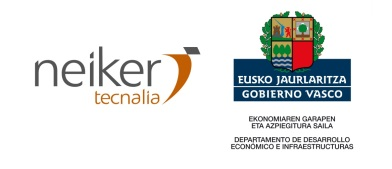 neiker
tecnalia
EUSKO JAURLARITZA
GOBIERNO VASCO
EKONOMIAREN GARAPEN
ETA AZPIEGITURA SAILA
DEPARTAMENTO DE DESARROLLO
ECONÓMICO E INFRAESTRUCTURAS